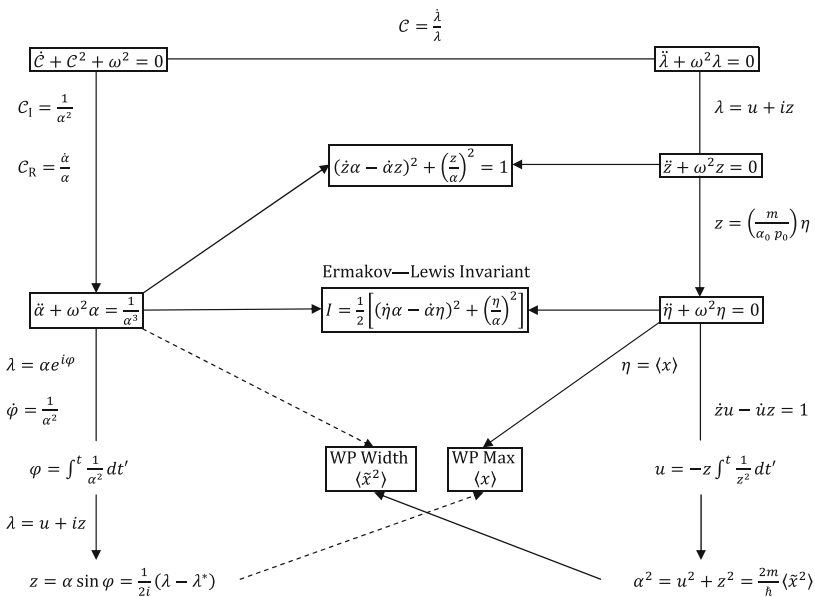 𝒞 = λ̇/λ
𝒞̇ + 𝒞² + ω² = 0
λ̈ + ω²λ = 0
𝒞_I = 1/α²
λ = u + iz
𝒞_R = α̇/α
(żα − α̇z)² + (z/α)² = 1
z̈ + ω²z = 0
z = (m/(α₀ p₀)) η
Ermakov—Lewis Invariant
α̈ + ω²α = 1/α³
I = ½[(η̇α − α̇η)² + (η/α)²]
η̈ + ω²η = 0
λ = αe^{iφ}
η = ⟨x⟩
φ̇ = 1/α²
żu − u̇z = 1
WP Width
⟨x̃²⟩
WP Max
⟨x⟩
φ = ∫^t 1/α² dt′
u = −z ∫^t 1/z² dt′
λ = u + iz
z = α sin φ = 1/2i (λ − λ*)
α² = u² + z² = 2m/ℏ ⟨x̃²⟩